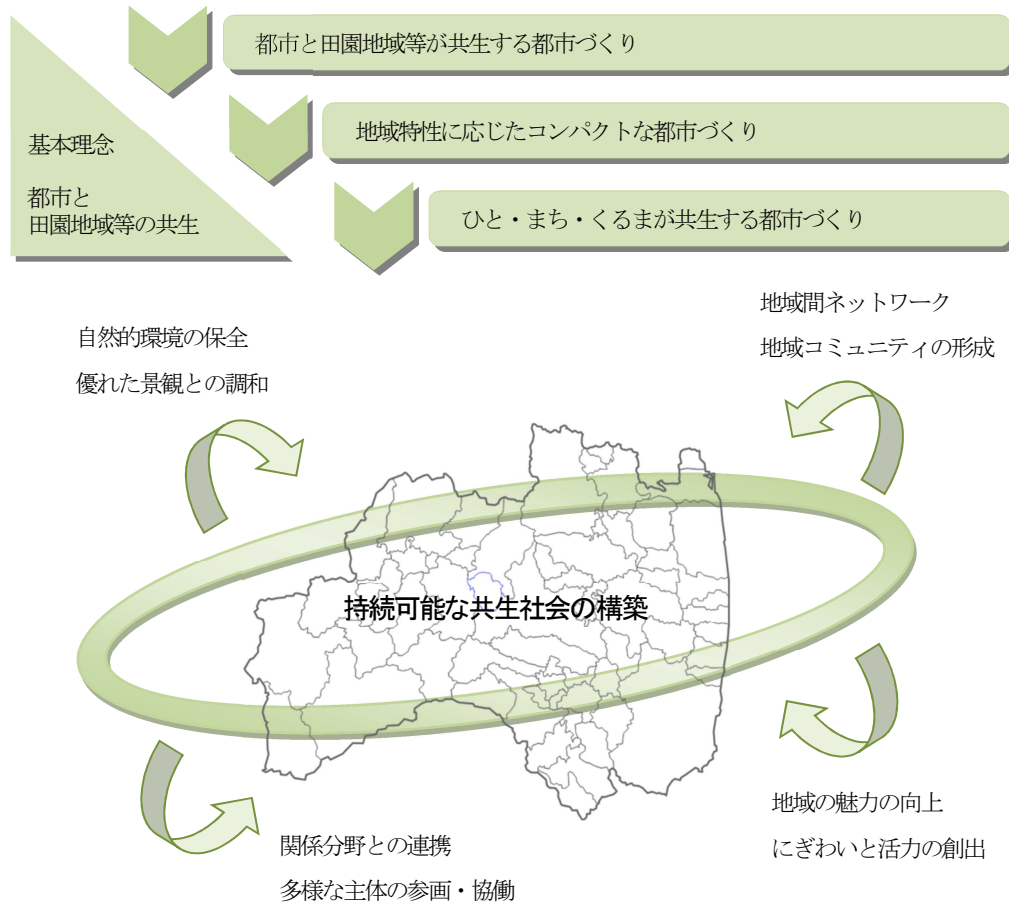 都市と田園地域等が共生する都市づくり
地域特性に応じたコンパクトな都市づくり
ひと・まち・くるまが共生する都市づくり
基本理念
都市と
田園地域等の共生
自然的環境の保全
優れた景観との調和
地域間ネットワーク
地域コミュニティの形成
持続可能な共生社会の構築
関係分野との連携
多様な主体の参画・協働
地域の魅力の向上
にぎわいと活力の創出